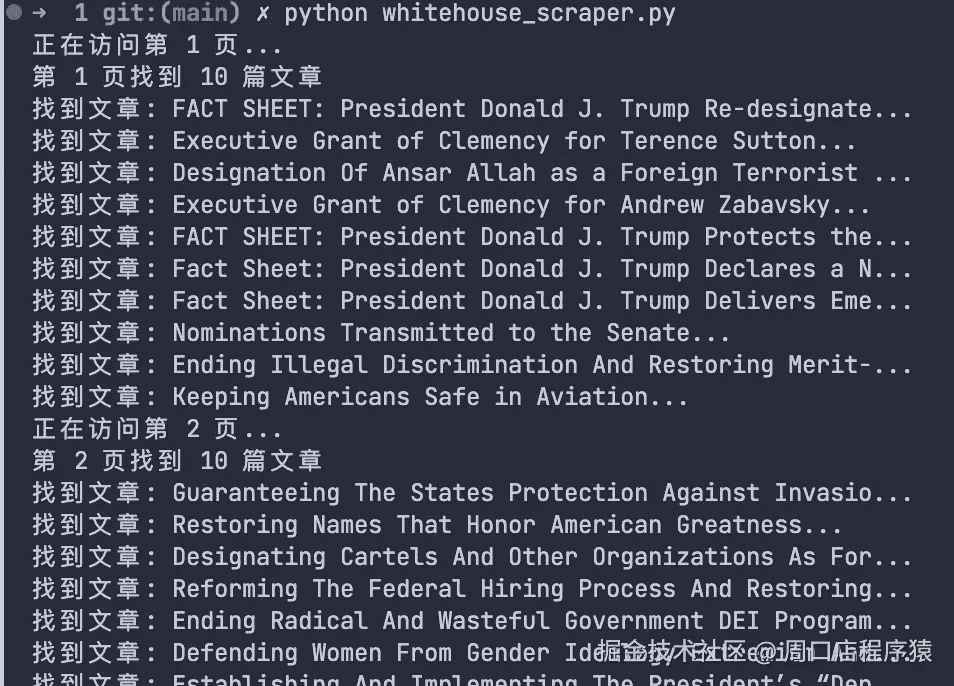 → 1 git:(main) ✗ python whitehouse_scraper.py
正在访问第 1 页...
第 1 页找到 10 篇文章
找到文章: FACT SHEET: President Donald J. Trump Re-designate...
找到文章: Executive Grant of Clemency for Terence Sutton...
找到文章: Designation Of Ansar Allah as a Foreign Terrorist ...
找到文章: Executive Grant of Clemency for Andrew Zabavsky...
找到文章: FACT SHEET: President Donald J. Trump Protects the...
找到文章: Fact Sheet: President Donald J. Trump Declares a N...
找到文章: Fact Sheet: President Donald J. Trump Delivers Eme...
找到文章: Nominations Transmitted to the Senate...
找到文章: Ending Illegal Discrimination And Restoring Merit-...
找到文章: Keeping Americans Safe in Aviation...
正在访问第 2 页...
第 2 页找到 10 篇文章
找到文章: Guaranteeing The States Protection Against Invasio...
找到文章: Restoring Names That Honor American Greatness...
找到文章: Designating Cartels And Other Organizations As For...
找到文章: Reforming The Federal Hiring Process And Restoring...
找到文章: Ending Radical And Wasteful Government DEI Program...
找到文章: Defending Women From Gender
掘金技术社区 @周口店程序猿
找到文章: Establishing And Implementing The President's “Dep